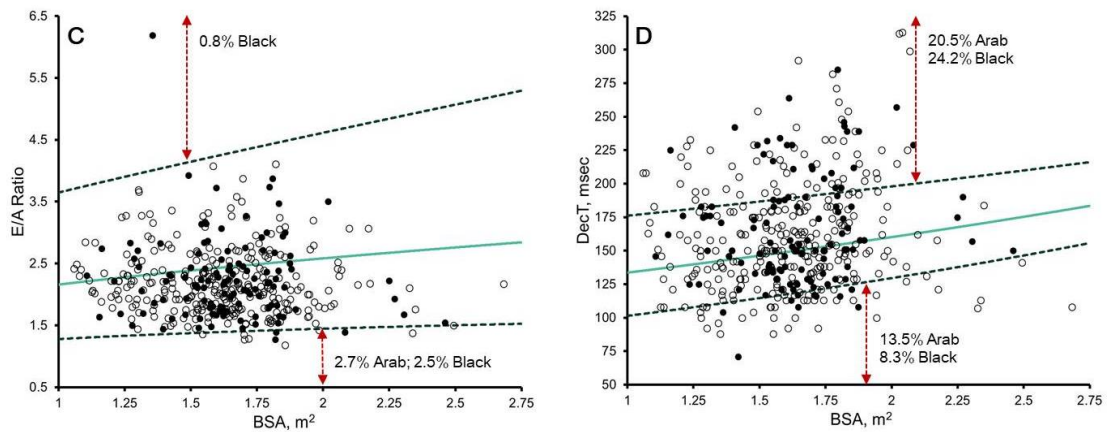 C
6.5
5.5
4.5
3.5
2.5
1.5
0.5
E/A Ratio
0.8% Black
2.7% Arab; 2.5% Black
1 1.25 1.5 1.75 2 2.25 2.5 2.75
BSA, m²
D
325
300
275
250
225
200
175
150
125
100
75
50
DecT, msec
20.5% Arab
24.2% Black
13.5% Arab
8.3% Black
1 1.25 1.5 1.75 2 2.25 2.5 2.75
BSA, m²